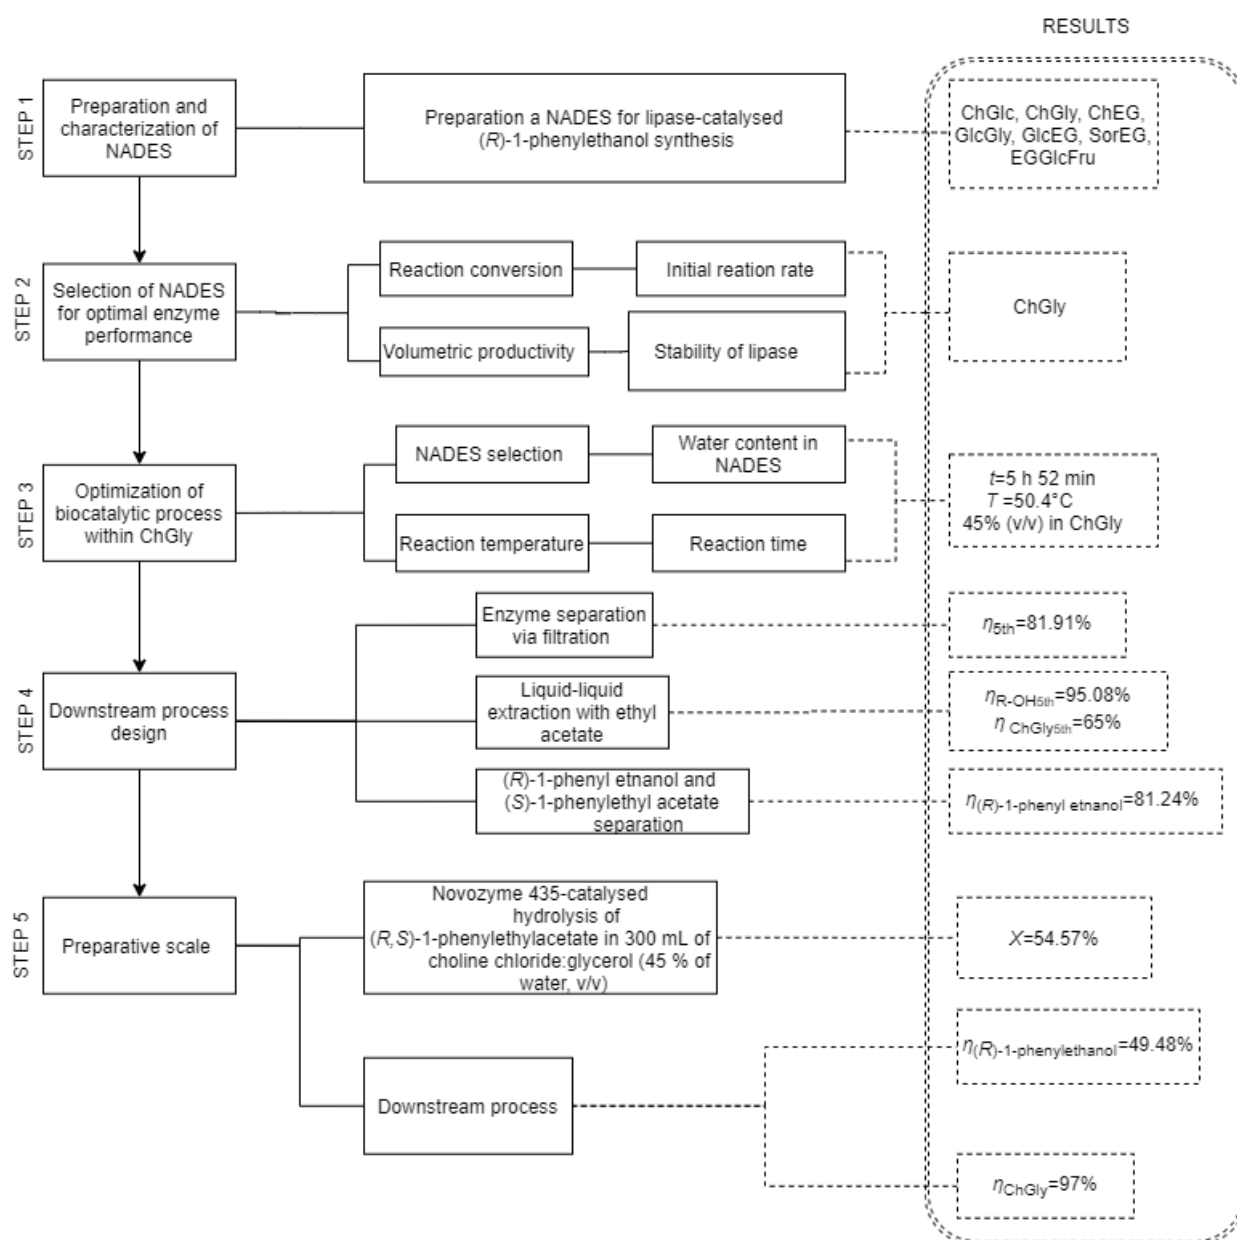 RESULTS
STEP 1
Preparation and
characterization of
NADES
Preparation a NADES for lipase-catalysed
(R)-1-phenylethanol synthesis
ChGlc, ChGly, ChEG,
GlcGly, GlcEG, SorEG,
EGGlcFru
STEP 2
Selection of NADES
for optimal enzyme
performance
Reaction conversion
Initial reation rate
Volumetric productivity
Stability of lipase
ChGly
STEP 3
Optimization of
biocatalytic process
within ChGly
NADES selection
Water content in
NADES
Reaction temperature
Reaction time
t=5 h 52 min
T =50.4°C
45% (v/v) in ChGly
STEP 4
Downstream process
design
Enzyme separation
via filtration
η5th=81.91%
Liquid-liquid
extraction with ethyl
acetate
ηR-OH5th=95.08%
η ChGly5th=65%
(R)-1-phenyl etnanol and
(S)-1-phenylethyl acetate
separation
η(R)-1-phenyl etnanol=81.24%
STEP 5
Preparative scale
Novozyme 435-catalysed
hydrolysis of
(R,S)-1-phenylethylacetate in 300 mL of
choline chloride:glycerol (45 % of
water, v/v)
X=54.57%
Downstream process
η(R)-1-phenylethanol=49.48%
ηChGly=97%